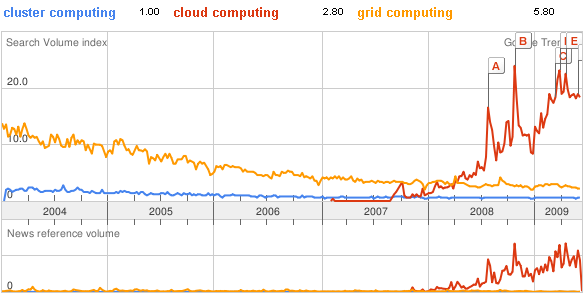 cluster computing 1.00 cloud computing 2.80 grid computing 5.80
Search Volume index
Google Trends
B
E
C
A
20.0
10.0
0
2004 2005 2006 2007 2008 2009
News reference volume
0